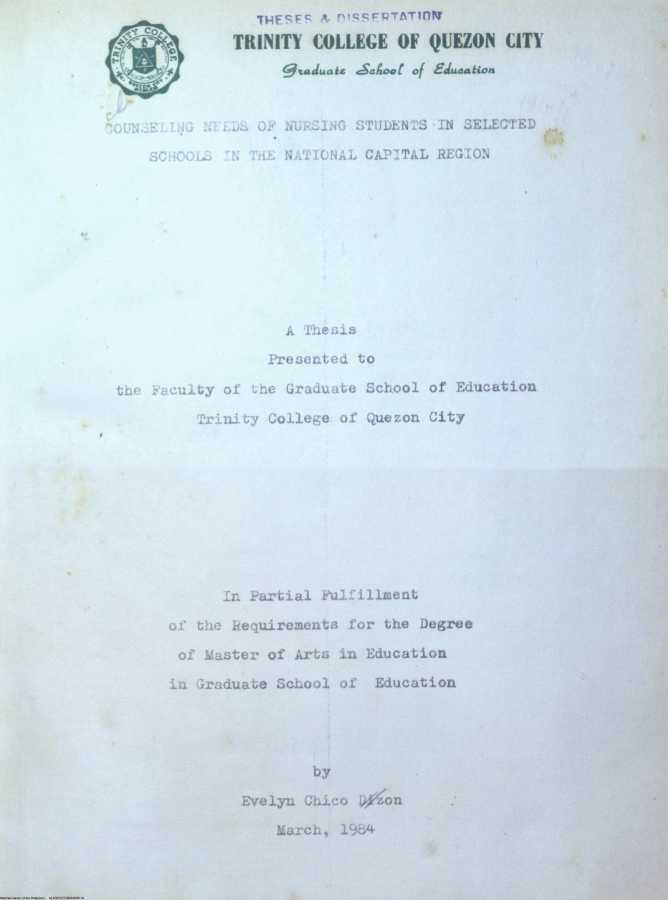 THESES & DISSERTATION
TRINITY COLLEGE OF QUEZON CITY
Graduate School of Education
TRINITY COLLEGE
COUNSELING NEEDS OF NURSING STUDENTS IN SELECTED
SCHOOLS IN THE NATIONAL CAPITAL REGION
A Thesis
Presented to
the Faculty of the Graduate School of Education
Trinity College of Quezon City
In Partial Fulfillment
of the Requirements for the Degree
of Master of Arts in Education
in Graduate School of Education
by
Evelyn Chico Dizon
March, 1984